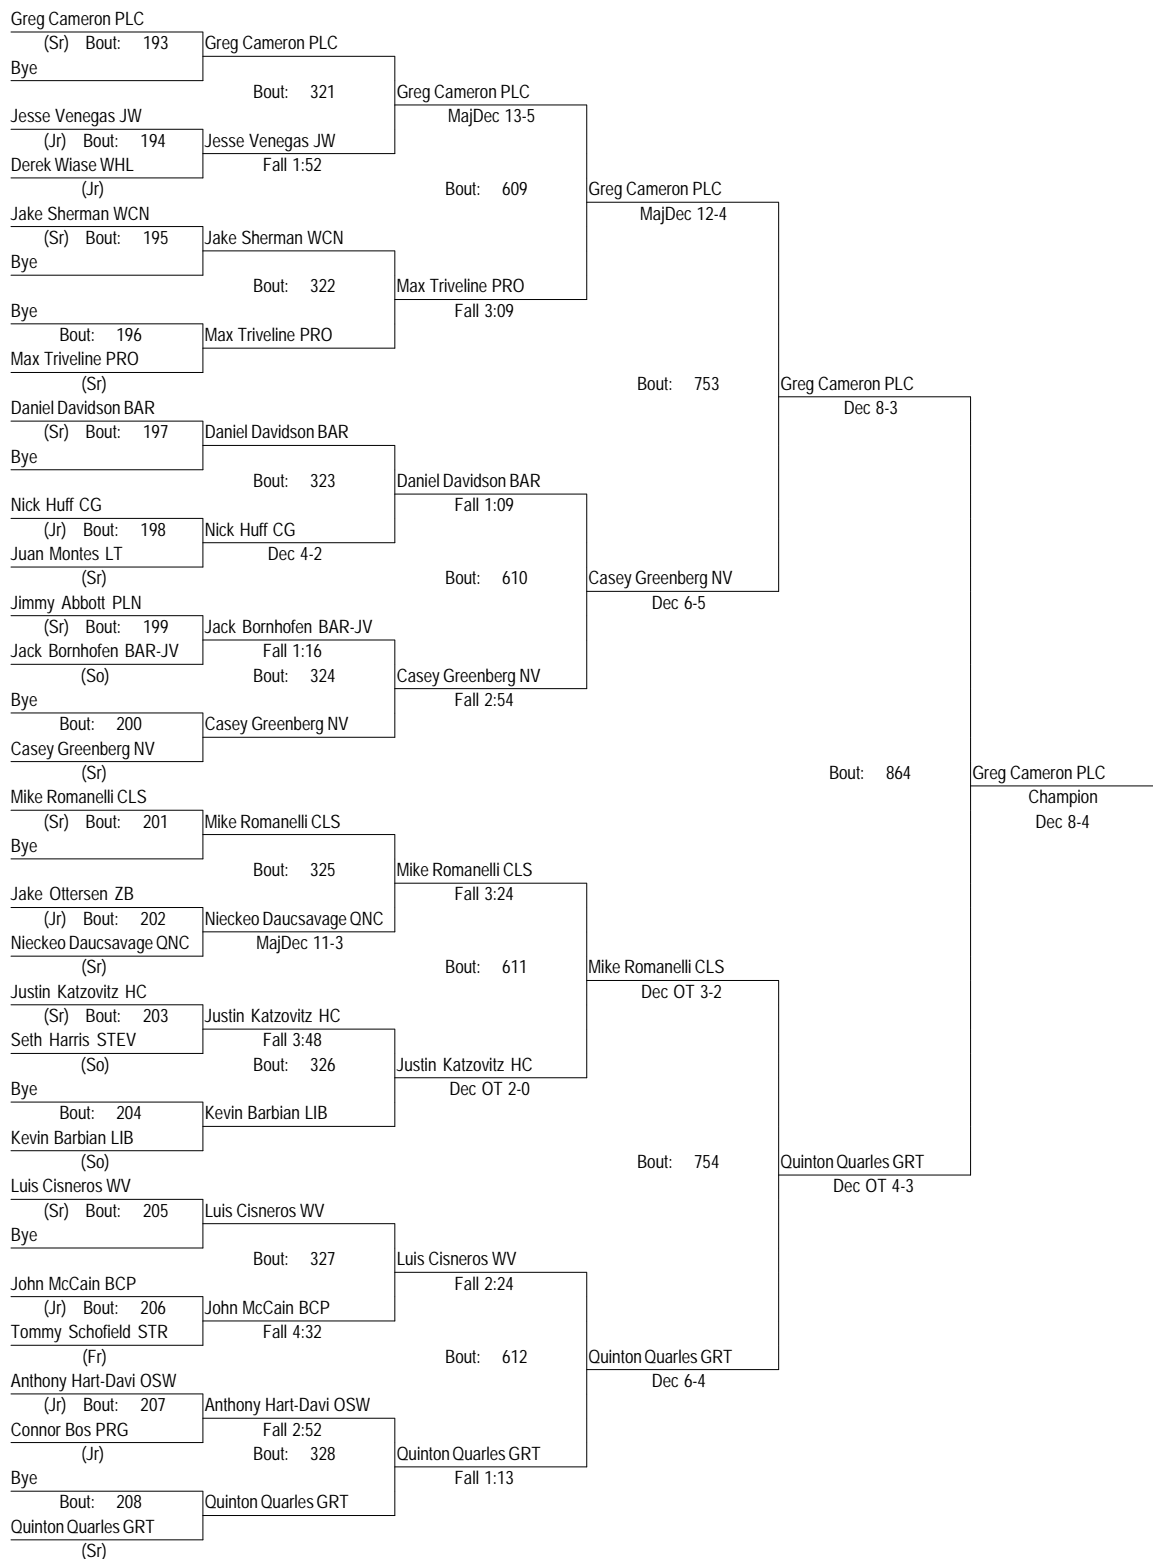 Greg Cameron PLC
(Sr) Bout: 193 Greg Cameron PLC
Bye
Bout: 321 Greg Cameron PLC
Jesse Venegas JW MajDec 13-5
(Jr) Bout: 194 Jesse Venegas JW
Derek Wiase WHL Fall 1:52
(Jr) Bout: 609 Greg Cameron PLC
Jake Sherman WCN MajDec 12-4
(Sr) Bout: 195 Jake Sherman WCN
Bye
Bout: 322 Max Triveline PRO
Bye Fall 3:09
Bout: 196 Max Triveline PRO
Max Triveline PRO
(Sr) Bout: 753 Greg Cameron PLC
Daniel Davidson BAR Dec 8-3
(Sr) Bout: 197 Daniel Davidson BAR
Bye
Bout: 323 Daniel Davidson BAR
Nick Huff CG Fall 1:09
(Jr) Bout: 198 Nick Huff CG
Juan Montes LT Dec 4-2
(Sr) Bout: 610 Casey Greenberg NV
Jimmy Abbott PLN Dec 6-5
(Sr) Bout: 199 Jack Bornhofen BAR-JV
Jack Bornhofen BAR-JV Fall 1:16
(So) Bout: 324 Casey Greenberg NV
Bye Fall 2:54
Bout: 200 Casey Greenberg NV
Casey Greenberg NV
(Sr) Bout: 864 Greg Cameron PLC
Mike Romanelli CLS Champion
(Sr) Bout: 201 Mike Romanelli CLS Dec 8-4
Bye
Bout: 325 Mike Romanelli CLS
Jake Ottersen ZB Fall 3:24
(Jr) Bout: 202 Nieckeo Daucsavage QNC
Nieckeo Daucsavage QNC MajDec 11-3
(Sr) Bout: 611 Mike Romanelli CLS
Justin Katzovitz HC Dec OT 3-2
(Sr) Bout: 203 Justin Katzovitz HC
Seth Harris STEV Fall 3:48
(So) Bout: 326 Justin Katzovitz HC
Bye Dec OT 2-0
Bout: 204 Kevin Barbian LIB
Kevin Barbian LIB
(So) Bout: 754 Quinton Quarles GRT
Luis Cisneros WV Dec OT 4-3
(Sr) Bout: 205 Luis Cisneros WV
Bye
Bout: 327 Luis Cisneros WV
John McCain BCP Fall 2:24
(Jr) Bout: 206 John McCain BCP
Tommy Schofield STR Fall 4:32
(Fr) Bout: 612 Quinton Quarles GRT
Anthony Hart-Davi OSW Dec 6-4
(Jr) Bout: 207 Anthony Hart-Davi OSW
Connor Bos PRG Fall 2:52
(Jr) Bout: 328 Quinton Quarles GRT
Bye Fall 1:13
Bout: 208 Quinton Quarles GRT
Quinton Quarles GRT
(Sr)